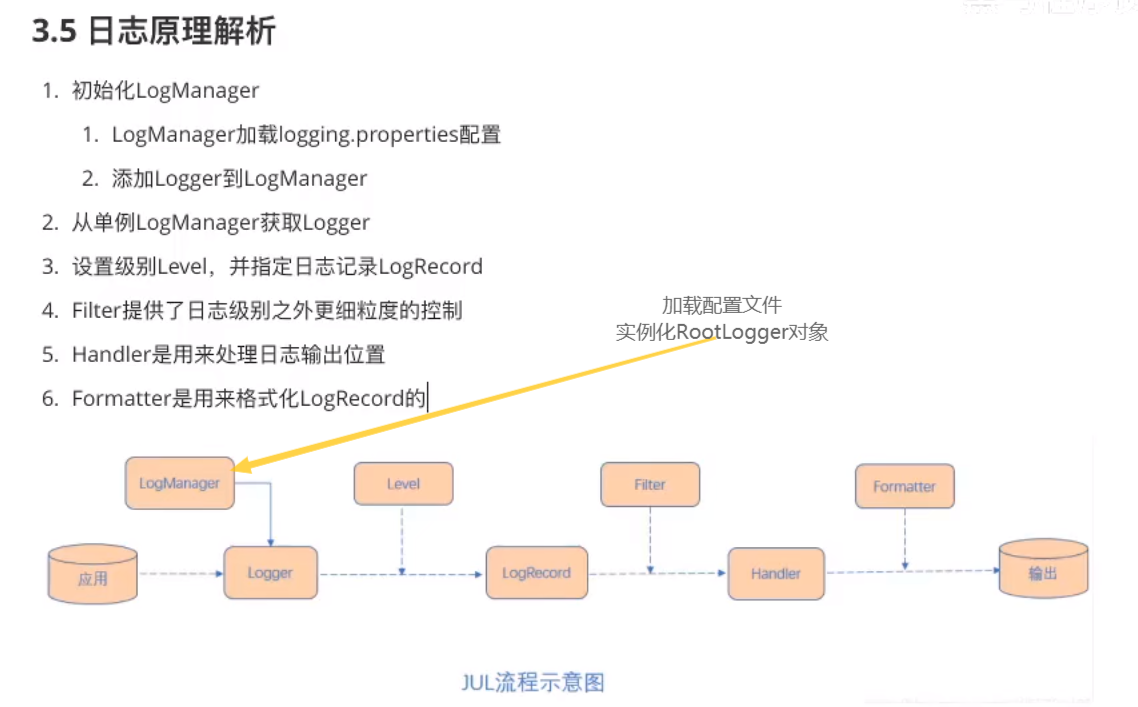 3.5 日志原理解析
1. 初始化LogManager
1. LogManager加载logging.properties配置
2. 添加Logger到LogManager
2. 从单例LogManager获取Logger
3. 设置级别Level，并指定日志记录LogRecord
4. Filter提供了日志级别之外更细粒度的控制
5. Handler是用来处理日志输出位置
6. Formatter是用来格式化LogRecord的
加载配置文件
实例化RootLogger对象
LogManager
Level
Filter
Formatter
应用
Logger
LogRecord
Handler
输出
JUL流程示意图